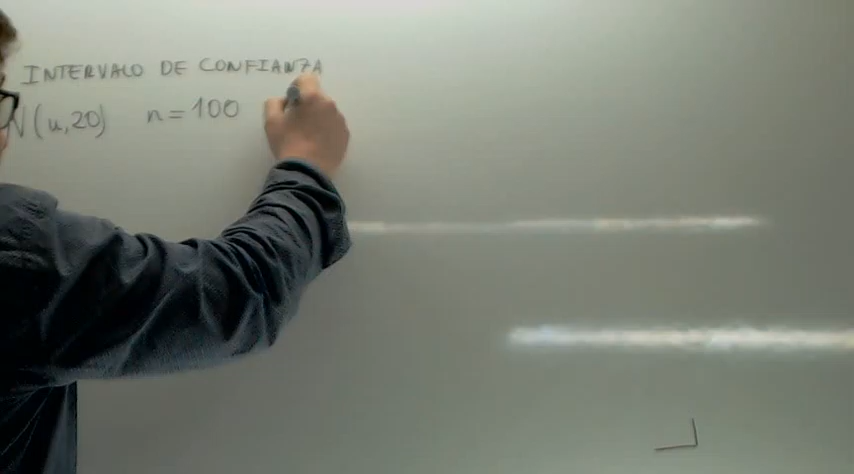 INTERVALO DE CONFIANZA
N(u,20) n=100